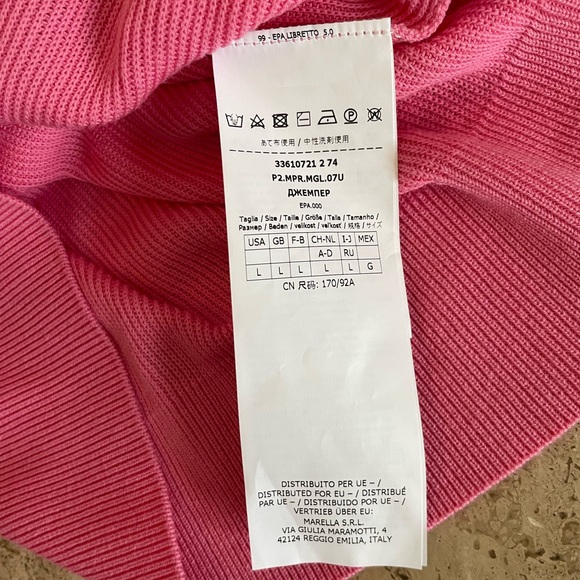 99 - EPA LIBRETTO 5.0
あて布使用 / 中性洗剤使用
33610721 2 74
P2.MPR.MGL.07U
ДЖЕМПЕР
EPA.000
Taglia / Size / Taille / Größe / Tala / Tamanho /
Размер / Beden / velikost / veľkosť / 规格 / サイズ
USA GB F-B CH-NL I-J MEX
A-D RU
L L L L L G
CN 尺码: 170/92A
DISTRIBUITO PER UE - /
DISTRIBUTED FOR EU - / DISTRIBUÉ
PAR UE - / DISTRIBUIDO POR UE - /
VERTRIEB ÜBER EU:
MARELLA S.R.L.
VIA GIULIA MARAMOTTI, 4
42124 REGGIO EMILIA, ITALY